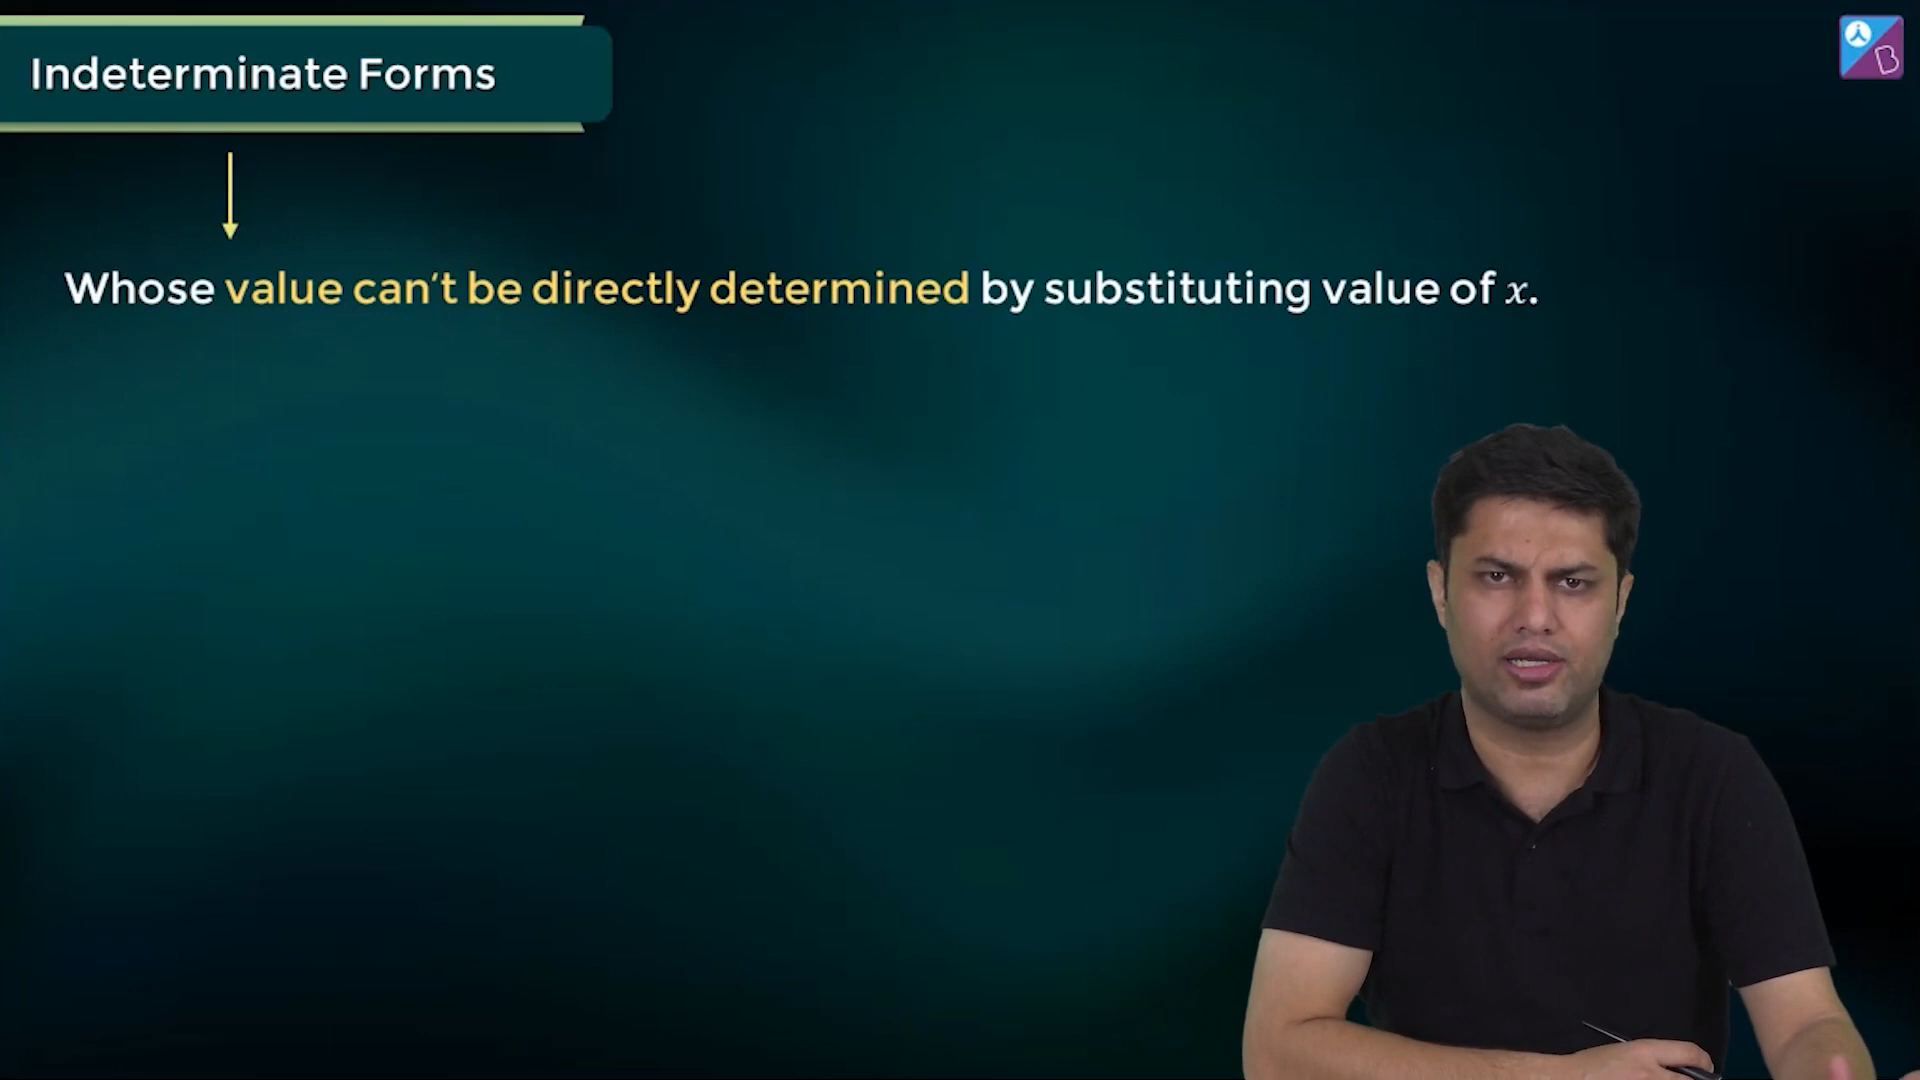 Indeterminate Forms
Whose value can't be directly determined by substituting value of x.
B